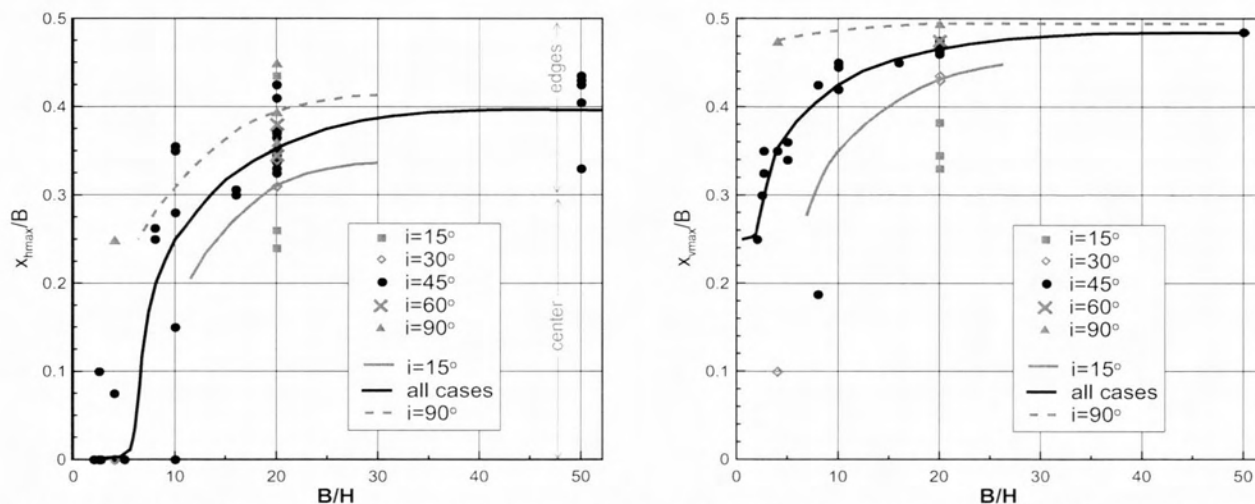 0.5
0.4
0.3
0.2
0.1
0
x_hmax/B
edges
center
i=15°
i=30°
i=45°
i=60°
i=90°
i=15°
all cases
i=90°
0 10 20 30 40 50
B/H
0.5
0.4
0.3
0.2
0.1
0
x_vmax/B
i=15°
i=30°
i=45°
i=60°
i=90°
i=15°
all cases
i=90°
0 10 20 30 40 50
B/H